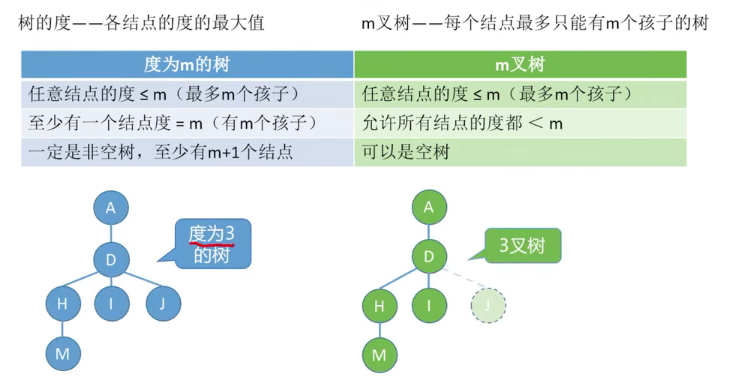 树的度——各结点的度的最大值
m叉树——每个结点最多只能有m个孩子的树
度为m的树
m叉树
任意结点的度 ≤ m（最多m个孩子）
任意结点的度 ≤ m（最多m个孩子）
至少有一个结点度 = m（有m个孩子）
允许所有结点的度都 ＜ m
一定是非空树，至少有m+1个结点
可以是空树
A
D
H
I
J
M
度为3
的树
A
D
H
I
J
M
3叉树